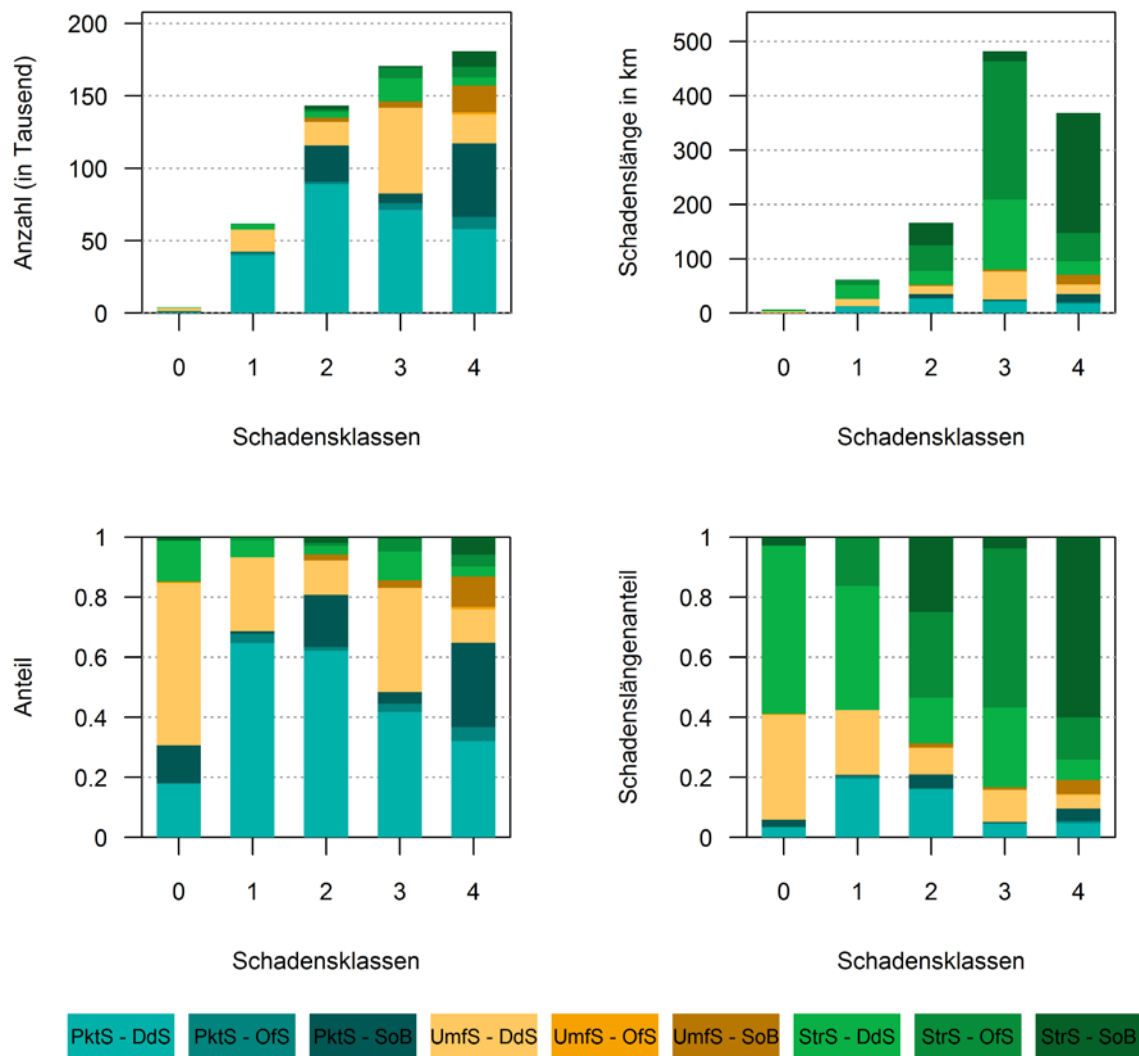 Anzahl (in Tausend)
200
150
100
50
0
0 1 2 3 4
Schadensklassen
Schadenslänge in km
500
400
300
200
100
0
0 1 2 3 4
Schadensklassen
Anteil
1
0.8
0.6
0.4
0.2
0
0 1 2 3 4
Schadensklassen
Schadenslängenanteil
1
0.8
0.6
0.4
0.2
0
0 1 2 3 4
Schadensklassen
PktS - DdS PktS - OfS PktS - SoB UmfS - DdS UmfS - OfS UmfS - SoB StrS - DdS StrS - OfS StrS - SoB